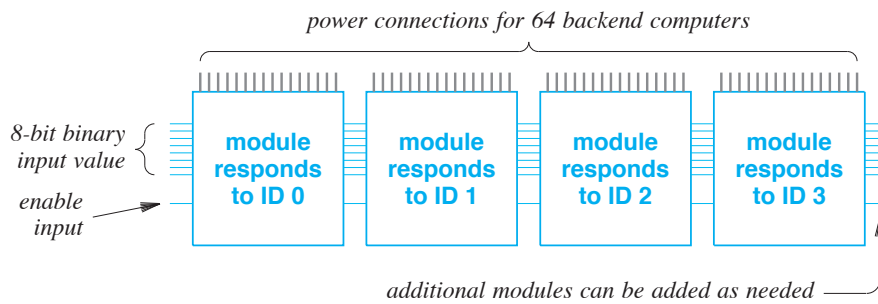 power connections for 64 backend computers
8-bit binary
input value
enable
input
module
responds
to ID 0
module
responds
to ID 1
module
responds
to ID 2
module
responds
to ID 3
additional modules can be added as needed